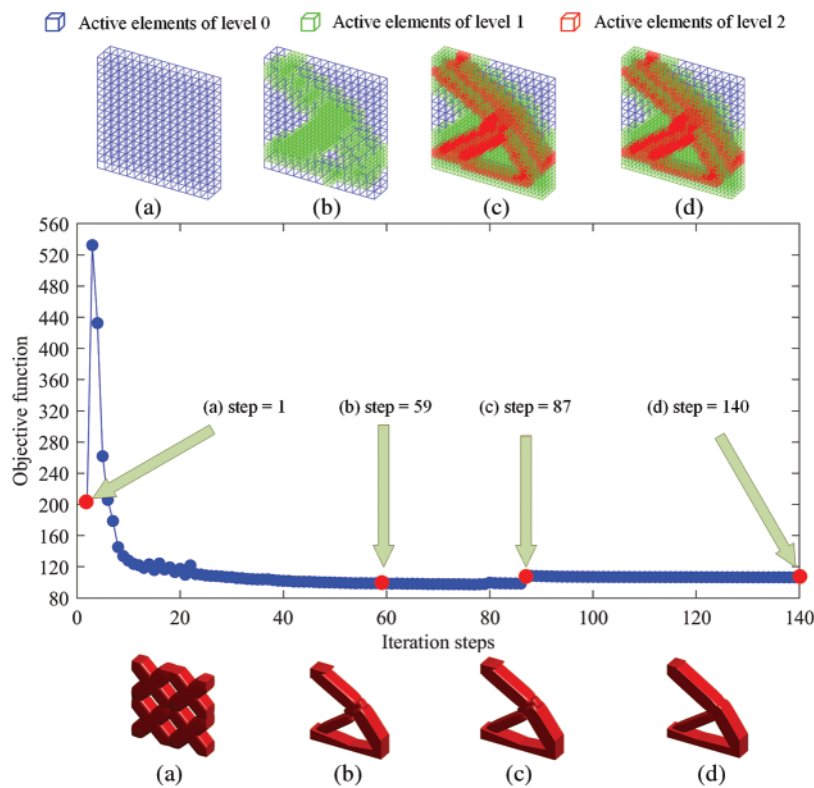 Active elements of level 0 Active elements of level 1 Active elements of level 2
(a) (b) (c) (d)
560
520
480
440
400
360
320
280
240
200
160
120
80
Objective function
(a) step = 1 (b) step = 59 (c) step = 87 (d) step = 140
0 20 40 60 80 100 120 140
Iteration steps
(a) (b) (c) (d)